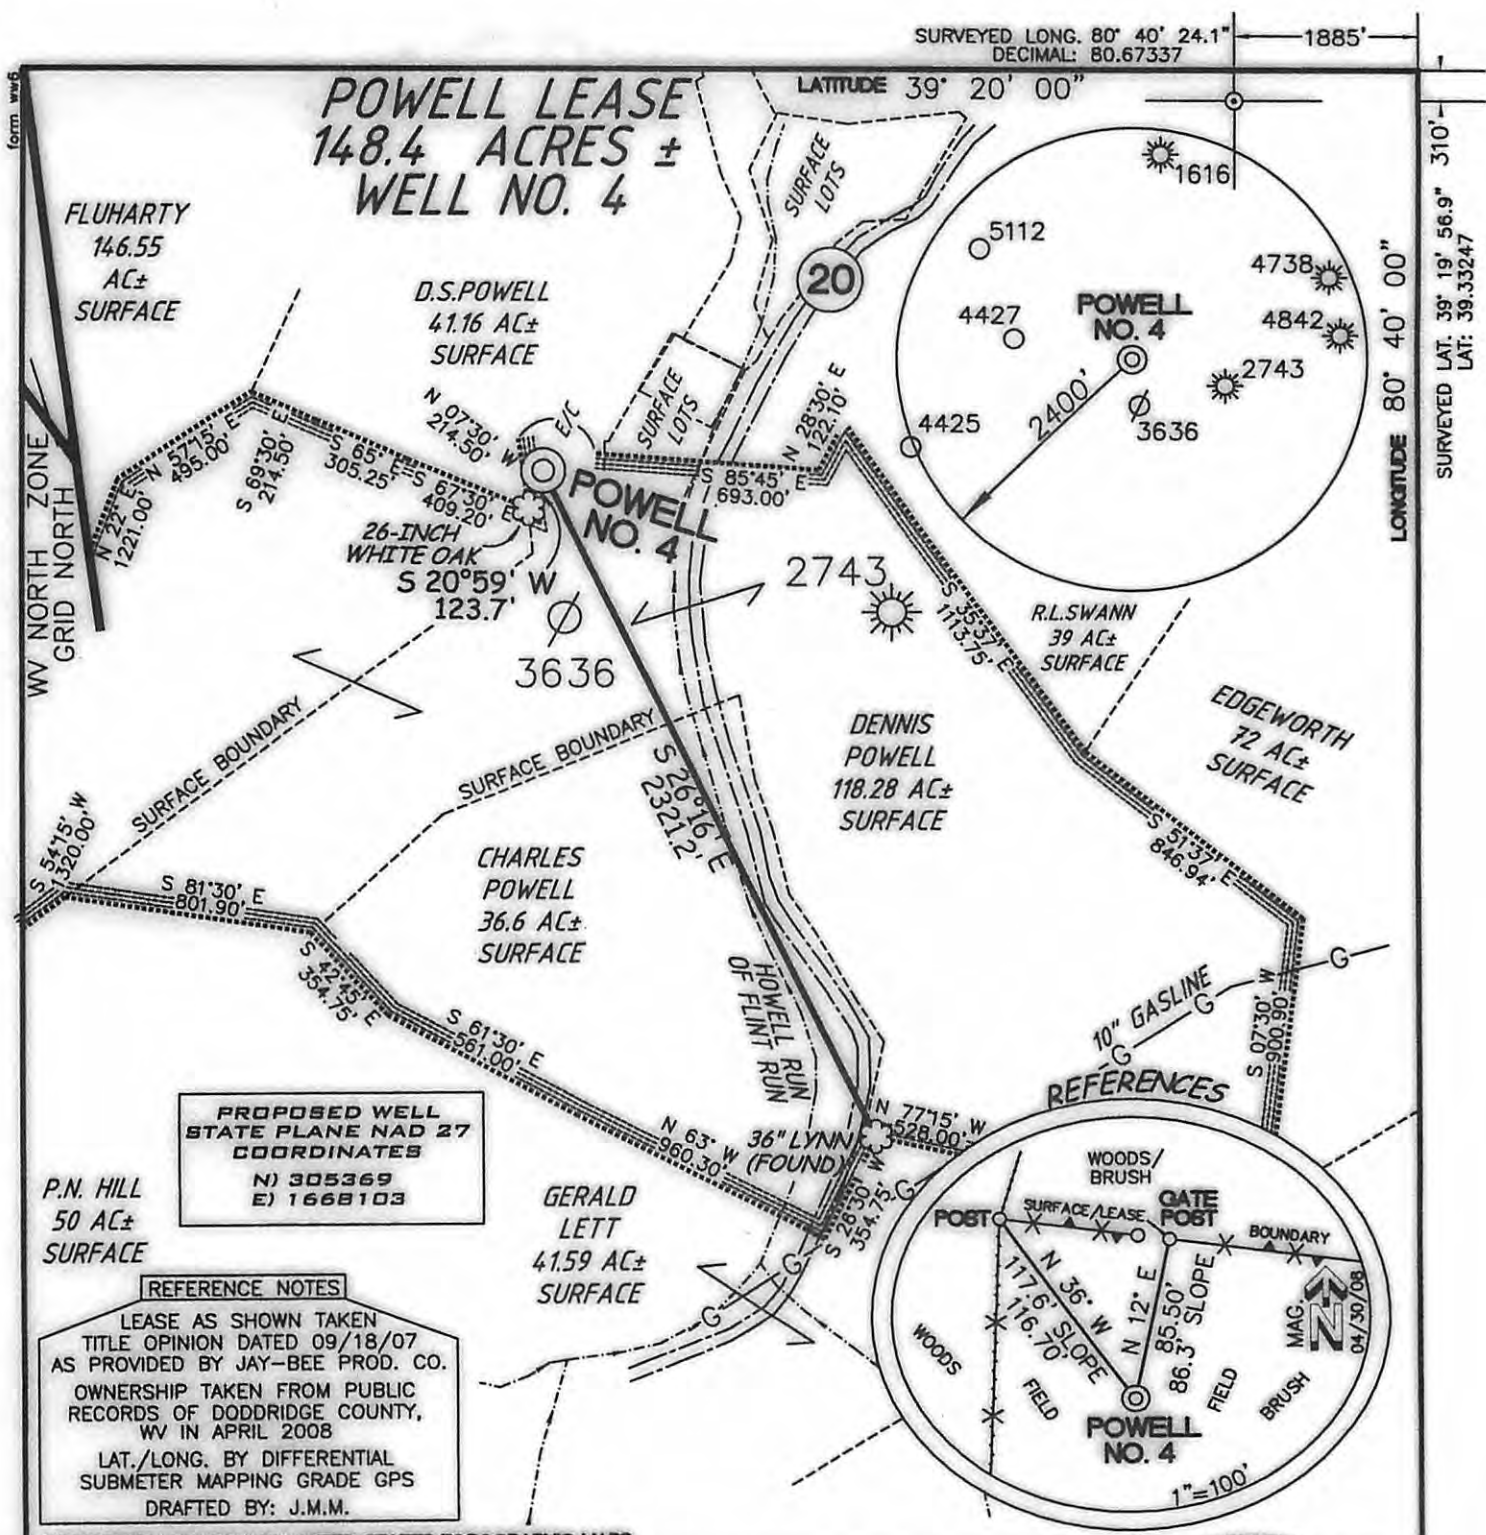 SURVEYED LONG. 80° 40' 24.1"
DECIMAL: 80.67337
1885'
form ww6
LATITUDE 39° 20' 00"
POWELL LEASE
148.4 ACRES ±
WELL NO. 4
310'
SURVEYED LAT. 39° 19' 56.9"
LAT: 39.33247
LONGITUDE 80° 40' 00"
FLUHARTY
146.55
AC±
SURFACE
D.S.POWELL
41.16 AC±
SURFACE
SURFACE
LOTS
20
SURFACE
LOTS
1616
5112
4738
4427
POWELL
NO. 4
4842
2743
4425
3636
2400'
WV NORTH ZONE
GRID NORTH
N 22° E
1221.00'
N 57°15' E
495.00'
S 69°30' E
214.50'
S 65° E
305.25'
S 67°30' E
409.20'
N 07°30' W
214.50'
E/C
POWELL
NO. 4
S 85°45' E
693.00'
N 28°30' E
122.10'
26-INCH
WHITE OAK
S 20°59' W
123.7'
3636
2743
S 35°37' E
1113.75'
R.L.SWANN
39 AC±
SURFACE
EDGEWORTH
72 AC±
SURFACE
SURFACE BOUNDARY
SURFACE BOUNDARY
S 26°16' E
2321.2'
DENNIS
POWELL
118.28 AC±
SURFACE
S 51°37' E
846.94'
S 54°15' W
1320.00'
S 81°30' E
801.90'
CHARLES
POWELL
36.6 AC±
SURFACE
S 42°45' E
354.75'
S 61°30' E
561.00'
HOWELL RUN
OF FLINT RUN
10" GASLINE
G
G
G
S 07°30' W
900.90'
N 63° W
960.30'
36" LYNN
(FOUND)
N 77°15' W
528.00'
S 28°30' W
354.75'
G
G
G
PROPOSED WELL
STATE PLANE NAD 27
COORDINATES
N) 305369
E) 1668103
P.N. HILL
50 AC±
SURFACE
GERALD
LETT
41.59 AC±
SURFACE
REFERENCES
WOODS/
BRUSH
POST
SURFACE/LEASE
GATE
POST
BOUNDARY
N 36° W
117.6' SLOPE
116.70'
N 12° E
85.50'
86.3' SLOPE
MAG.
N
04/30/08
WOODS
FIELD
FIELD
BRUSH
POWELL
NO. 4
1"=100'
REFERENCE NOTES
LEASE AS SHOWN TAKEN
TITLE OPINION DATED 09/18/07
AS PROVIDED BY JAY-BEE PROD. CO.
OWNERSHIP TAKEN FROM PUBLIC
RECORDS OF DODDRIDGE COUNTY,
WV IN APRIL 2008
LAT./LONG. BY DIFFERENTIAL
SUBMETER MAPPING GRADE GPS
DRAFTED BY: J.M.M.